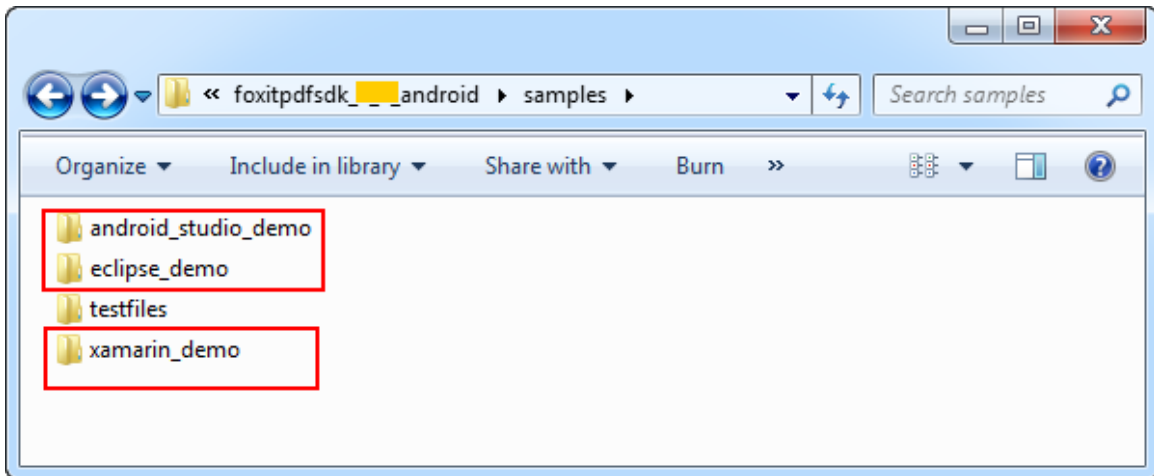 « foxitpdfsdk_ _ _android ▸ samples ▸ Search samples
Organize Include in library Share with Burn »
android_studio_demo
eclipse_demo
testfiles
xamarin_demo